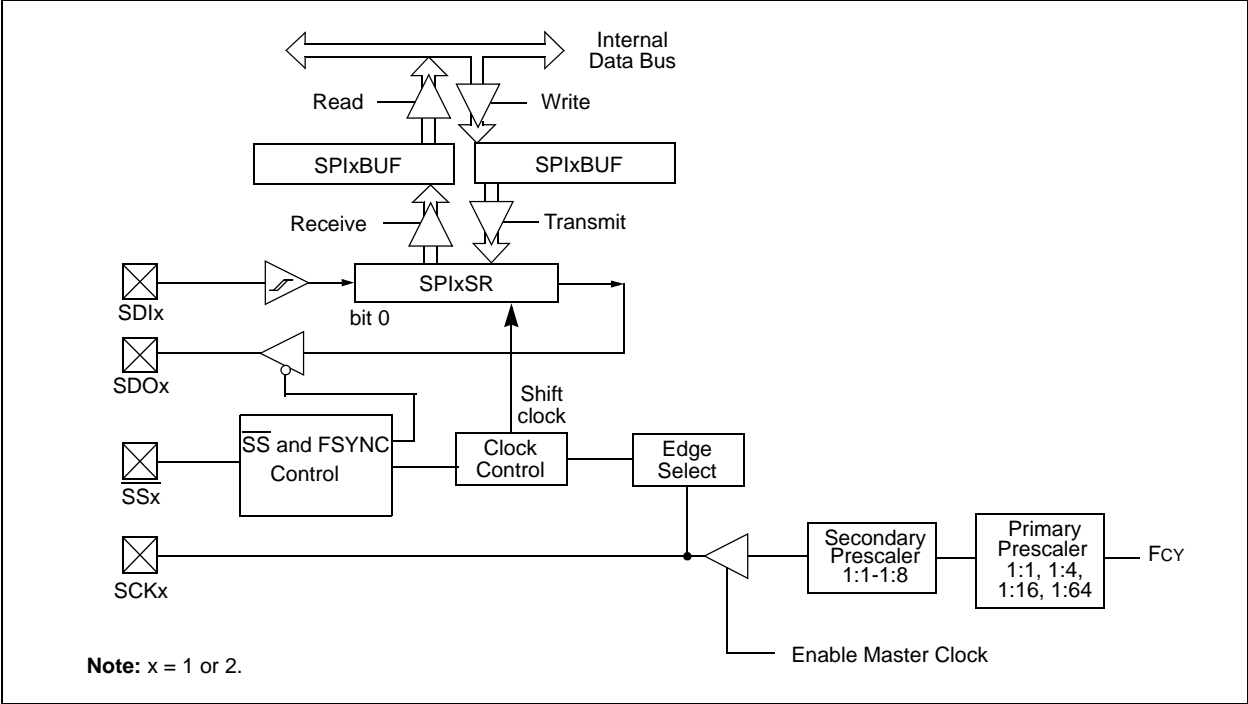 Internal
Data Bus
Read
Write
SPIxBUF
SPIxBUF
Receive
Transmit
SDIx
SPIxSR
bit 0
SDOx
Shift
clock
SS and FSYNC
Control
Clock
Control
Edge
Select
SSx
SCKx
Secondary
Prescaler
1:1-1:8
Primary
Prescaler
1:1, 1:4,
1:16, 1:64
FCY
Enable Master Clock
Note: x = 1 or 2.